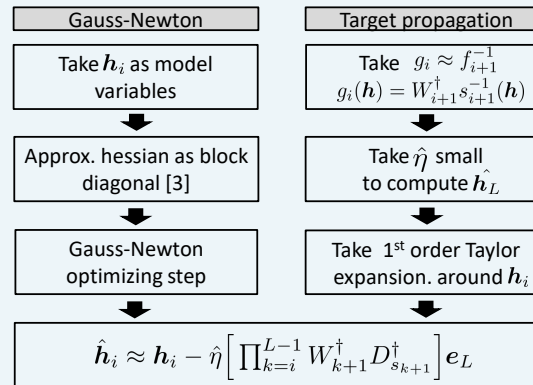 Gauss-Newton
Take h_i as model
variables
Approx. hessian as block
diagonal [3]
Gauss-Newton
optimizing step
Target propagation
Take g_i ≈ f_{i+1}^{-1}
g_i(h) = W_{i+1}^† s_{i+1}^{-1}(h)
Take η̂ small
to compute ĥ_L
Take 1st order Taylor
expansion. around h_i
ĥ_i ≈ h_i - η̂[∏_{k=i}^{L-1} W_{k+1}^† D_{s_{k+1}}^†]e_L